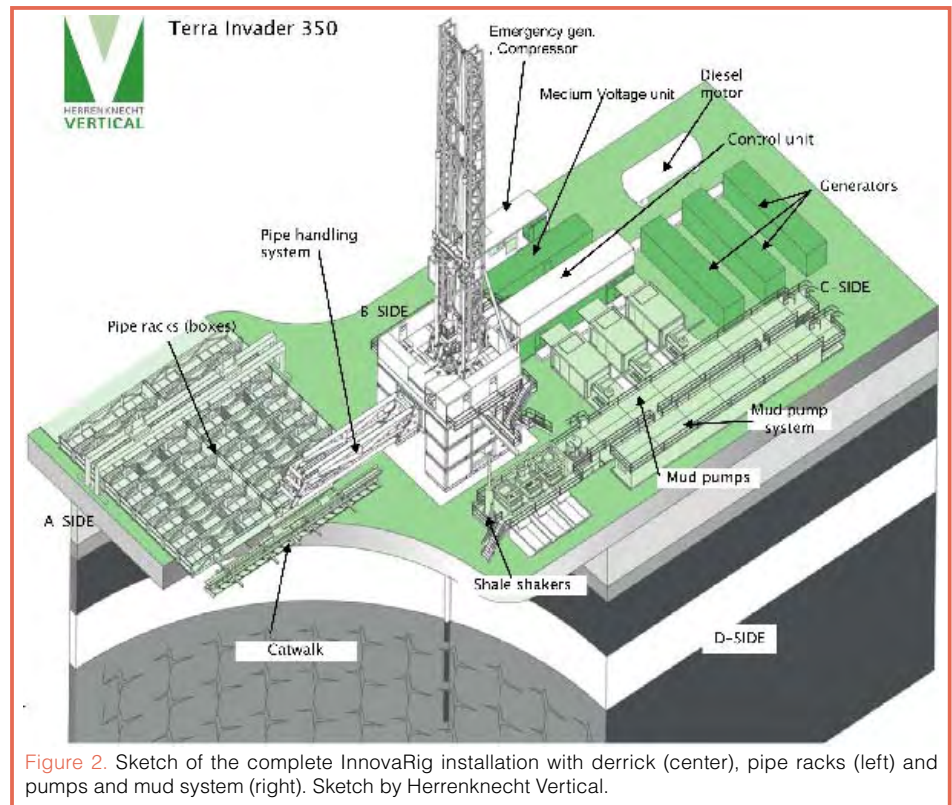 Terra Invader 350
HERRENKNECHT
VERTICAL
Emergency gen.
, Compressor
Mecium Voltage unit
Diesel
motor
Control unit
Generators
Pipe handling
system
B SIDE
C-SIDE
Pipe racks (boxes)
Mud pump
system
Mud pumps
A SIDE
Shale shakers
D-SIDE
Catwalk
Figure 2. Sketch of the complete InnovaRig installation with derrick (center), pipe racks (left) and
pumps and mud system (right). Sketch by Herrenknecht Vertical.